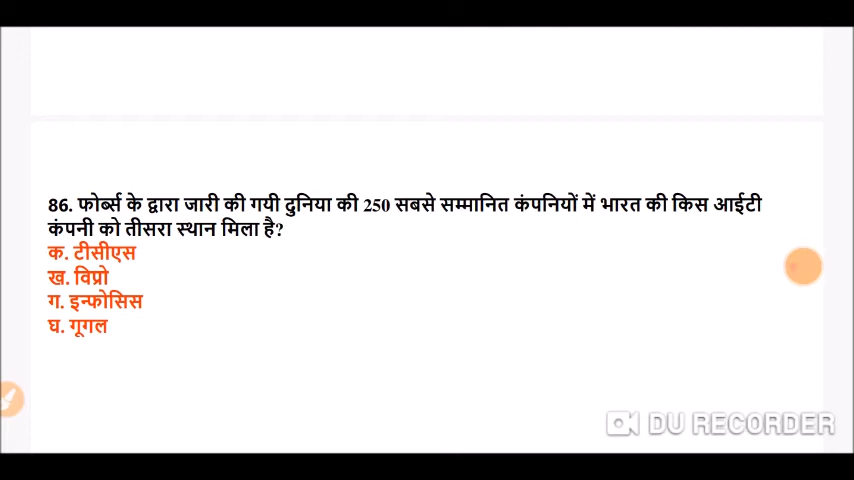 86. फोर्ब्स के द्वारा जारी की गयी दुनिया की 250 सबसे सम्मानित कंपनियों में भारत की किस आईटी
कंपनी को तीसरा स्थान मिला है?
क. टीसीएस
ख. विप्रो
ग. इन्फोसिस
घ. गूगल
DU RECORDER